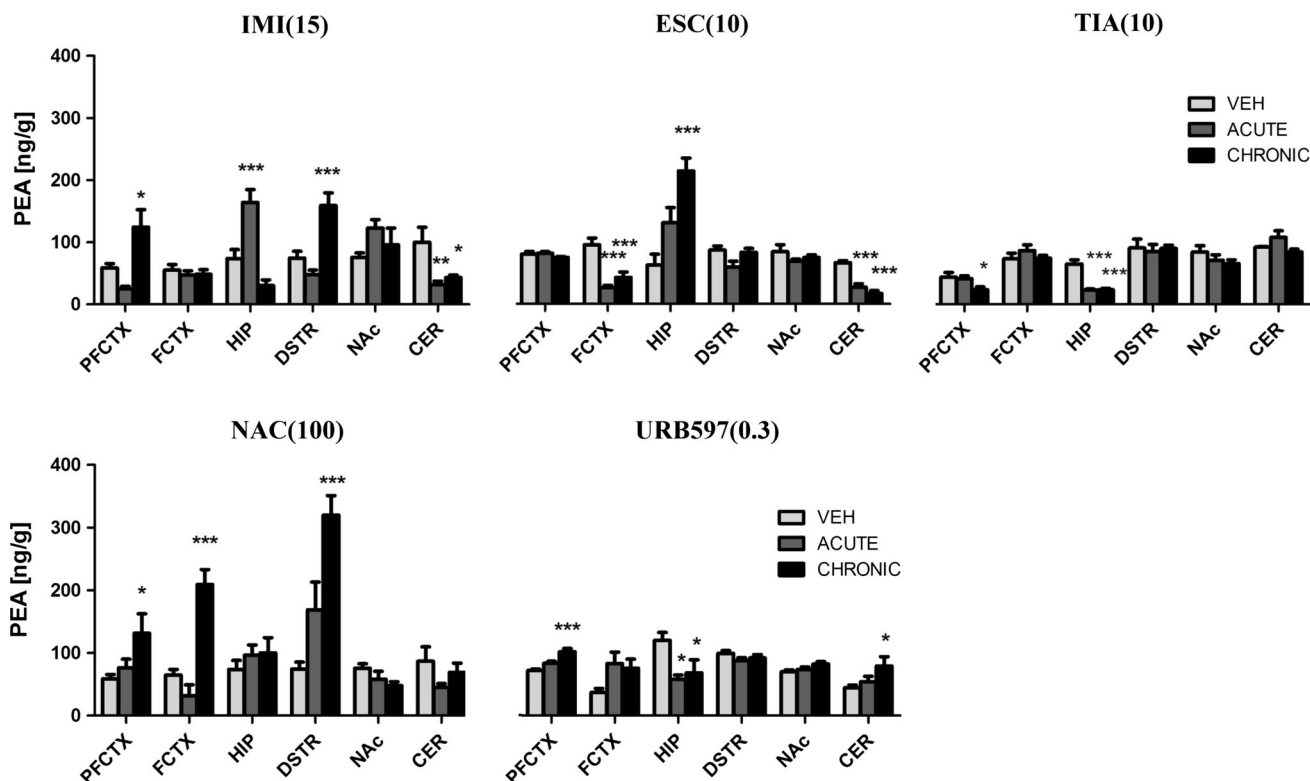 IMI(15) ESC(10) TIA(10)
PEA [ng/g]
400
300
200
100
0
* *** *** ** *
*** *** *** *** ***
* *** ***
VEH
ACUTE
CHRONIC
PFCTX FCTX HIP DSTR NAc CER
PFCTX FCTX HIP DSTR NAc CER
PFCTX FCTX HIP DSTR NAc CER
NAC(100) URB597(0.3)
PEA [ng/g]
400
300
200
100
0
* *** ***
*** * * *
VEH
ACUTE
CHRONIC
PFCTX FCTX HIP DSTR NAc CER
PFCTX FCTX HIP DSTR NAc CER